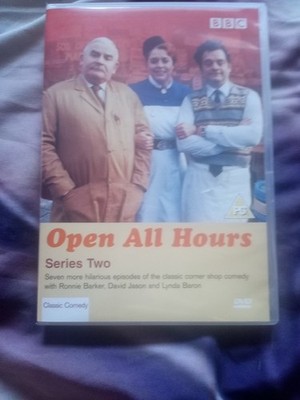 BBC
PG
Open All Hours
Series Two
Seven more hilarious episodes of the classic corner shop comedy
with Ronnie Barker, David Jason and Lynda Baron
Classic Comedy
DVD